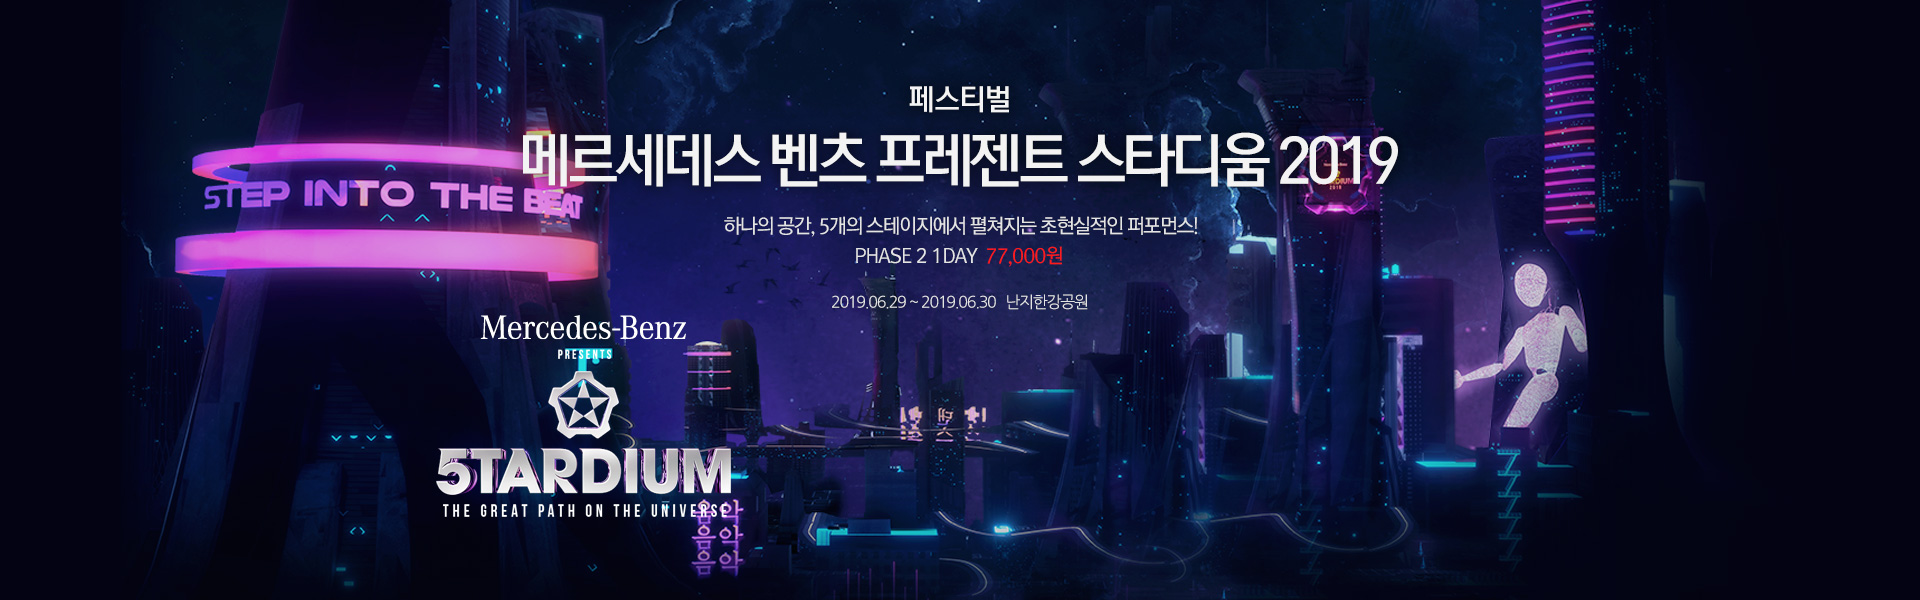 페스티벌
메르세데스 벤츠 프레젠트 스타디움 2019
하나의 공간, 5개의 스테이지에서 펼쳐지는 초현실적인 퍼포먼스!
PHASE 2 1DAY 77,000원
2019.06.29 ~ 2019.06.30 난지한강공원
STEP INTO THE BEAT
Mercedes-Benz
PRESENTS
5TARDIUM
THE GREAT PATH ON THE UNIVERSE
음악
음악
음악